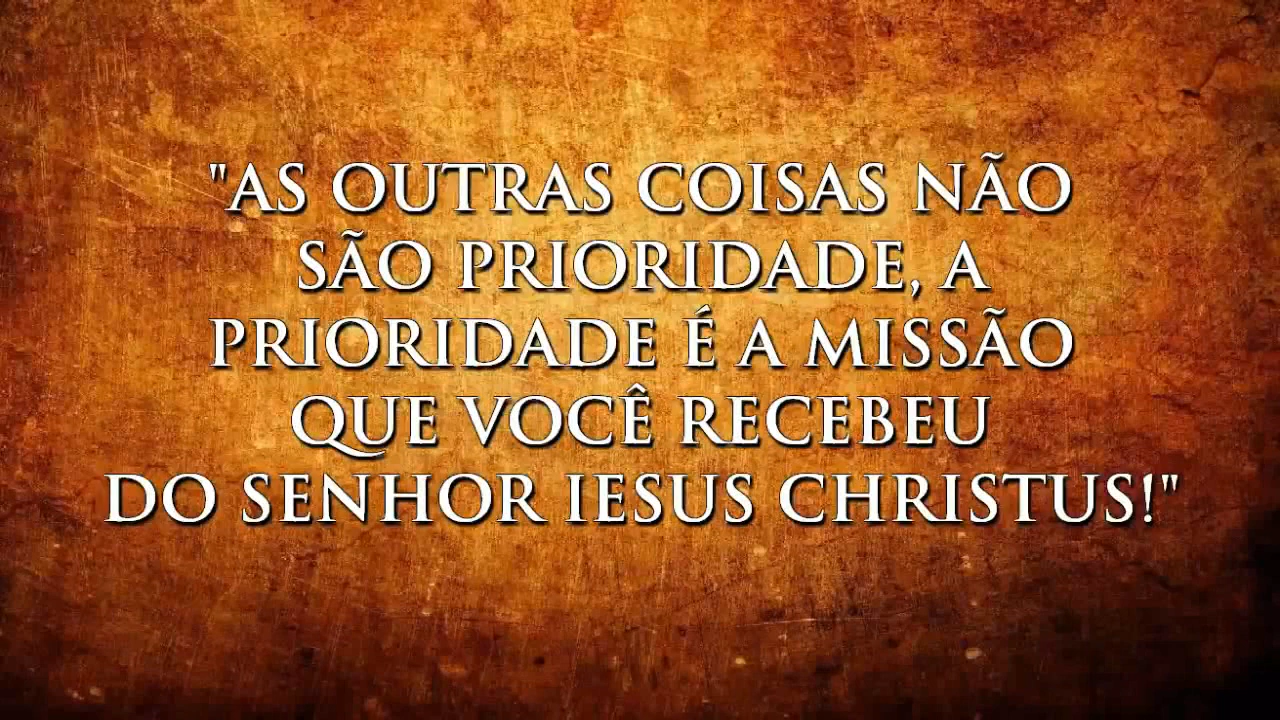 "AS OUTRAS COISAS NÃO
SÃO PRIORIDADE, A
PRIORIDADE É A MISSÃO
QUE VOCÊ RECEBEU
DO SENHOR IESUS CHRISTUS!"